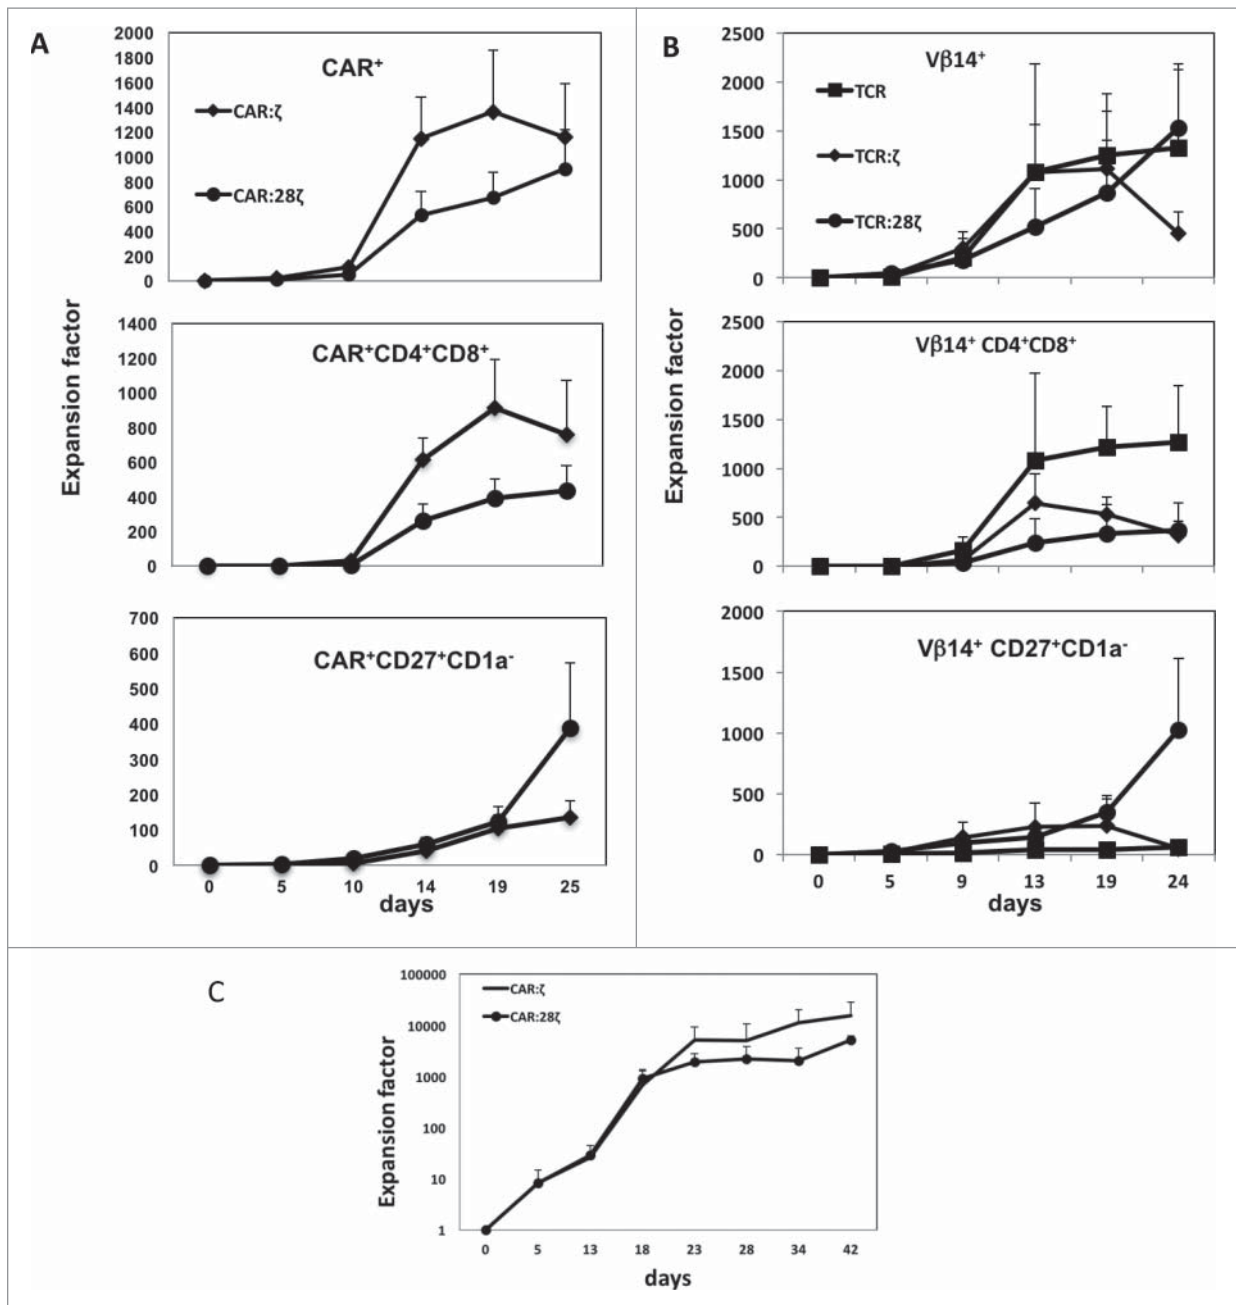 A
CAR⁺
2000
1800
1600
1400
1200
1000
800
600
400
200
0
CAR:ζ
CAR:28ζ
CAR⁺CD4⁺CD8⁺
1400
1200
1000
800
600
400
200
0
Expansion factor
CAR⁺CD27⁺CD1a⁻
700
600
500
400
300
200
100
0
0 5 10 14 19 25
days
B
Vβ14⁺
2500
2000
1500
1000
500
0
TCR
TCR:ζ
TCR:28ζ
Vβ14⁺ CD4⁺CD8⁺
2500
2000
1500
1000
500
0
Expansion factor
Vβ14⁺ CD27⁺CD1a⁻
2000
1500
1000
500
0
0 5 9 13 19 24
days
C
100000
10000
1000
100
10
1
CAR:ζ
CAR:28ζ
Expansion factor
0 5 13 18 23 28 34 42
days